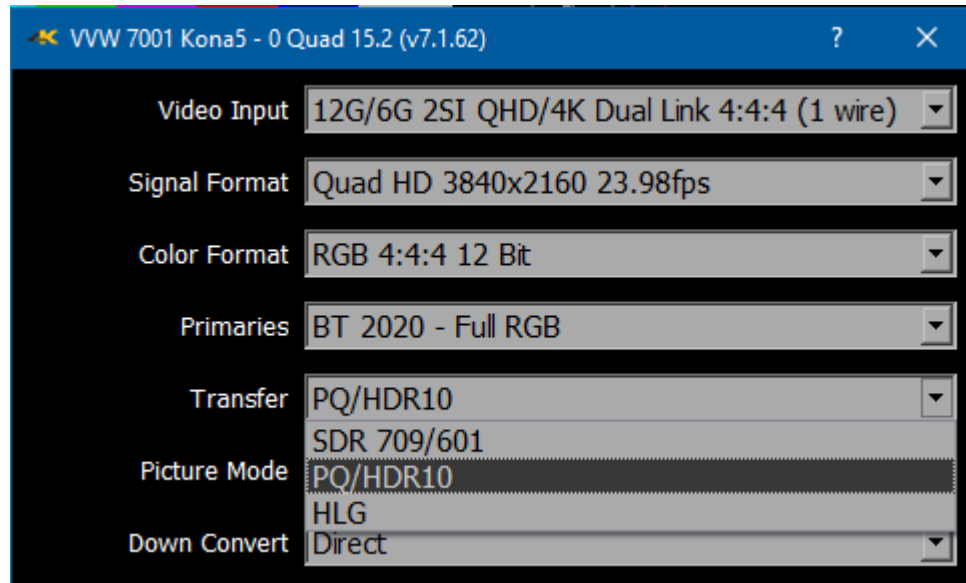 VVW 7001 Kona5 - 0 Quad 15.2 (v7.1.62) ? ×
Video Input 12G/6G 2SI QHD/4K Dual Link 4:4:4 (1 wire)
Signal Format Quad HD 3840x2160 23.98fps
Color Format RGB 4:4:4 12 Bit
Primaries BT 2020 - Full RGB
Transfer PQ/HDR10
SDR 709/601
Picture Mode PQ/HDR10
HLG
Down Convert Direct